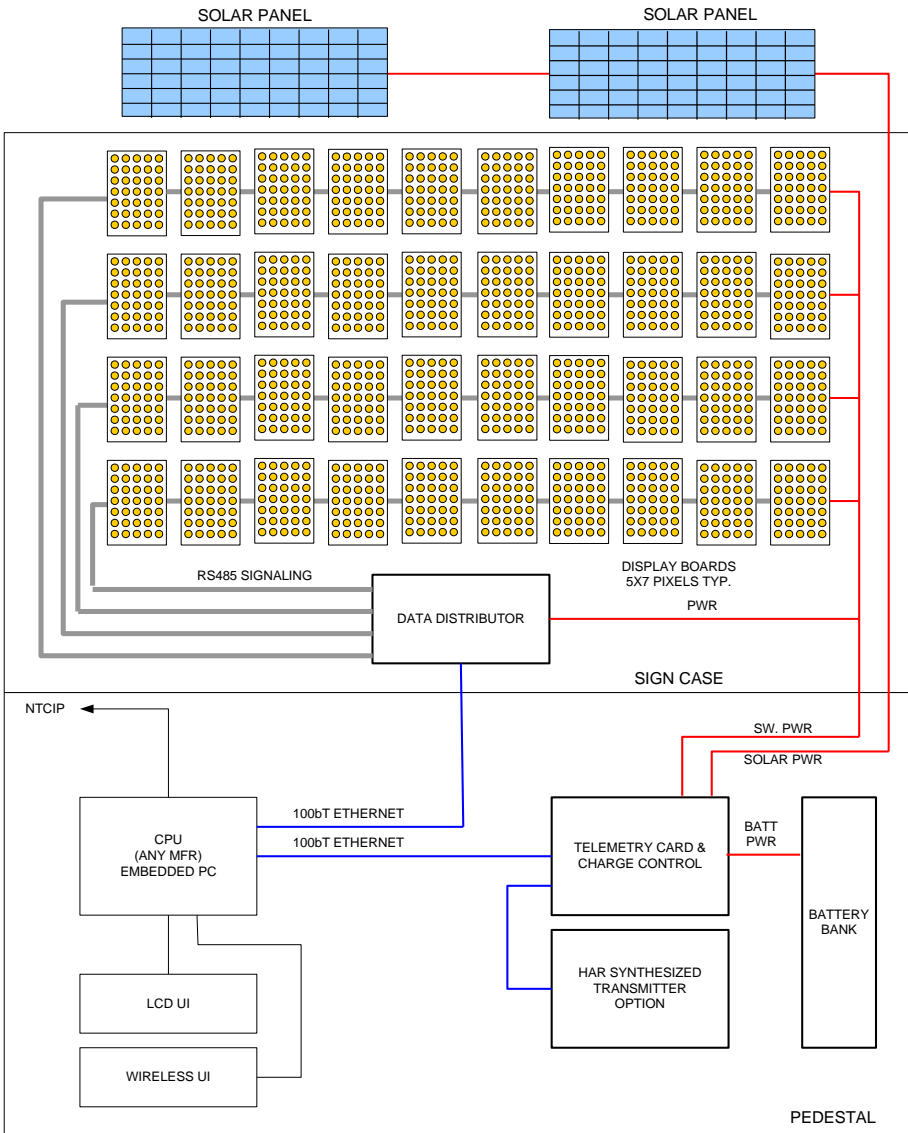 SOLAR PANEL
SOLAR PANEL
RS485 SIGNALING
DISPLAY BOARDS
5X7 PIXELS TYP.
PWR
DATA DISTRIBUTOR
SIGN CASE
NTCIP
SW. PWR
SOLAR PWR
100bT ETHERNET
100bT ETHERNET
CPU
(ANY MFR)
EMBEDDED PC
TELEMETRY CARD &
CHARGE CONTROL
BATT
PWR
BATTERY
BANK
HAR SYNTHESIZED
TRANSMITTER
OPTION
LCD UI
WIRELESS UI
PEDESTAL